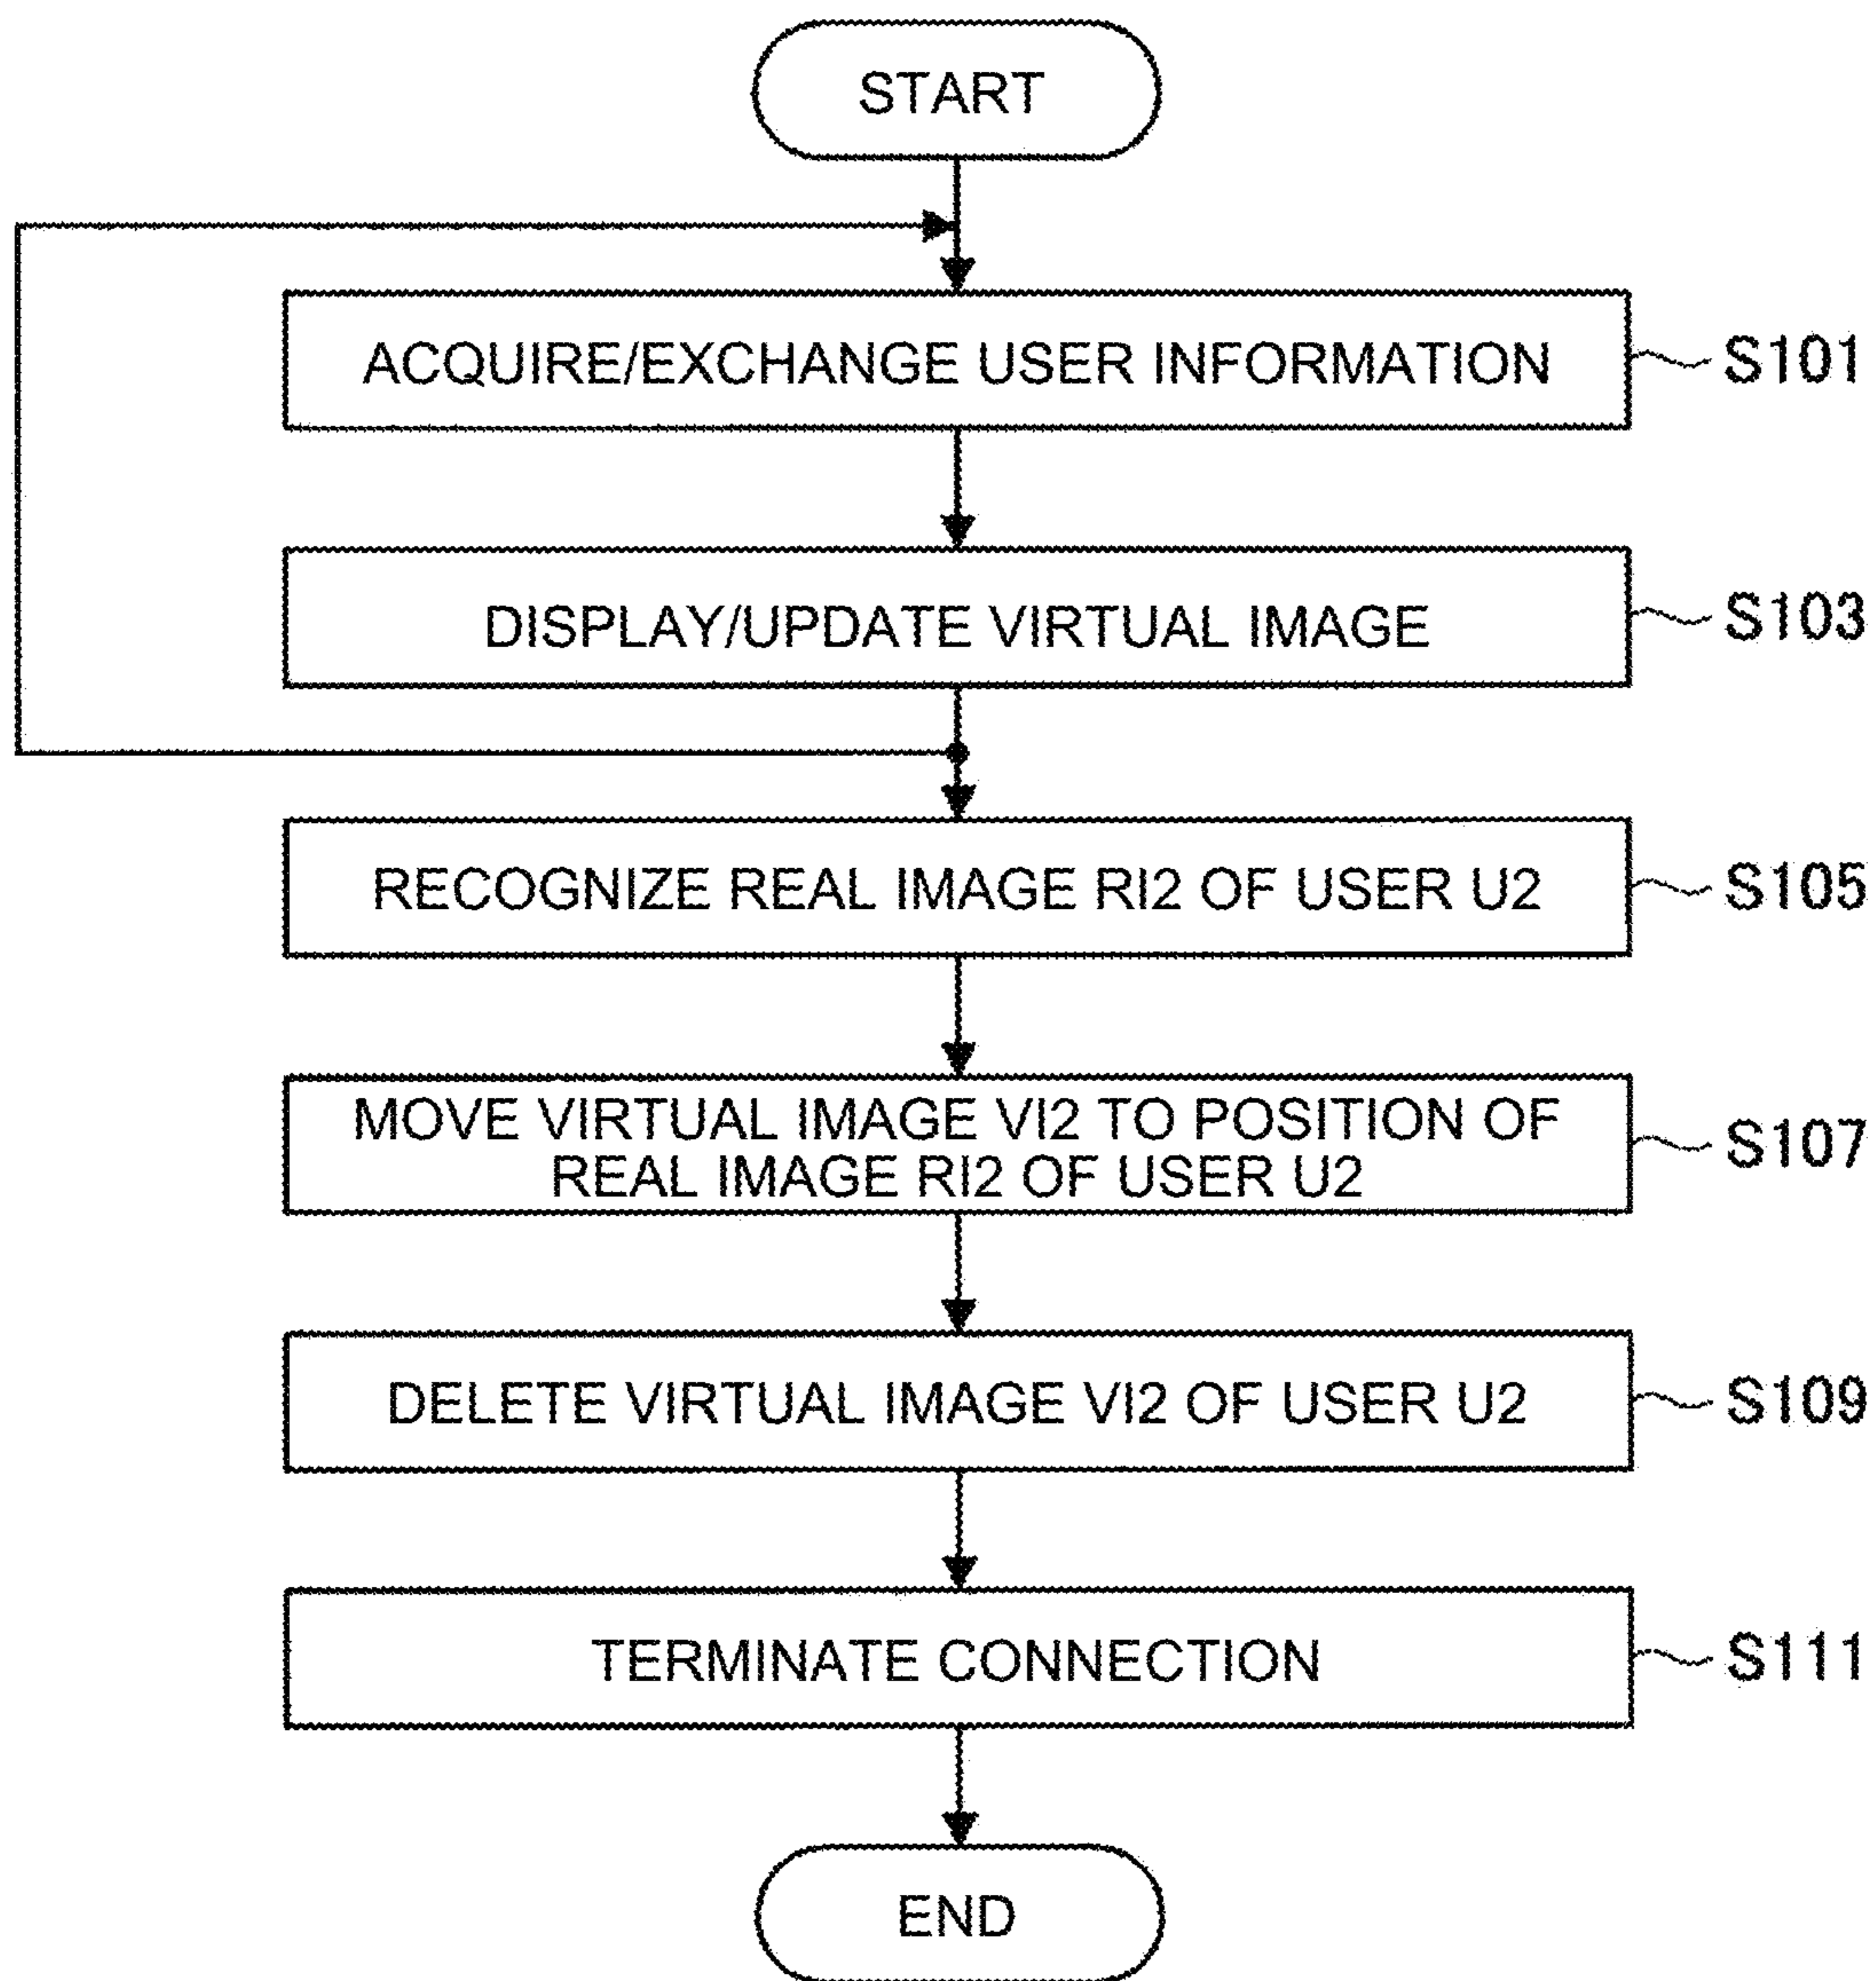 START
ACQUIRE/EXCHANGE USER INFORMATION
S101
DISPLAY/UPDATE VIRTUAL IMAGE
S103
RECOGNIZE REAL IMAGE RI2 OF USER U2
S105
MOVE VIRTUAL IMAGE VI2 TO POSITION OF
REAL IMAGE RI2 OF USER U2
S107
DELETE VIRTUAL IMAGE VI2 OF USER U2
S109
TERMINATE CONNECTION
S111
END